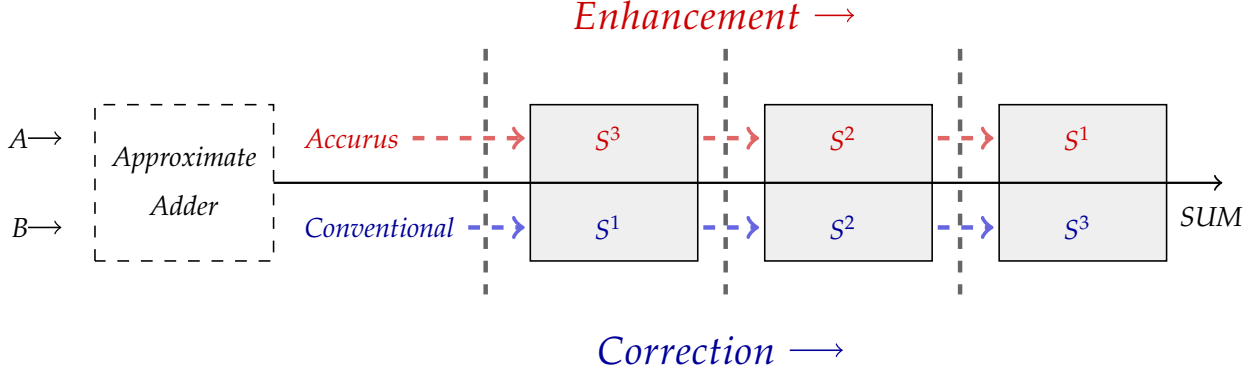 Enhancement →
A→
Approximate
Adder
Accurus
S³
S²
S¹
B→
Conventional
S¹
S²
S³
SUM
Correction →